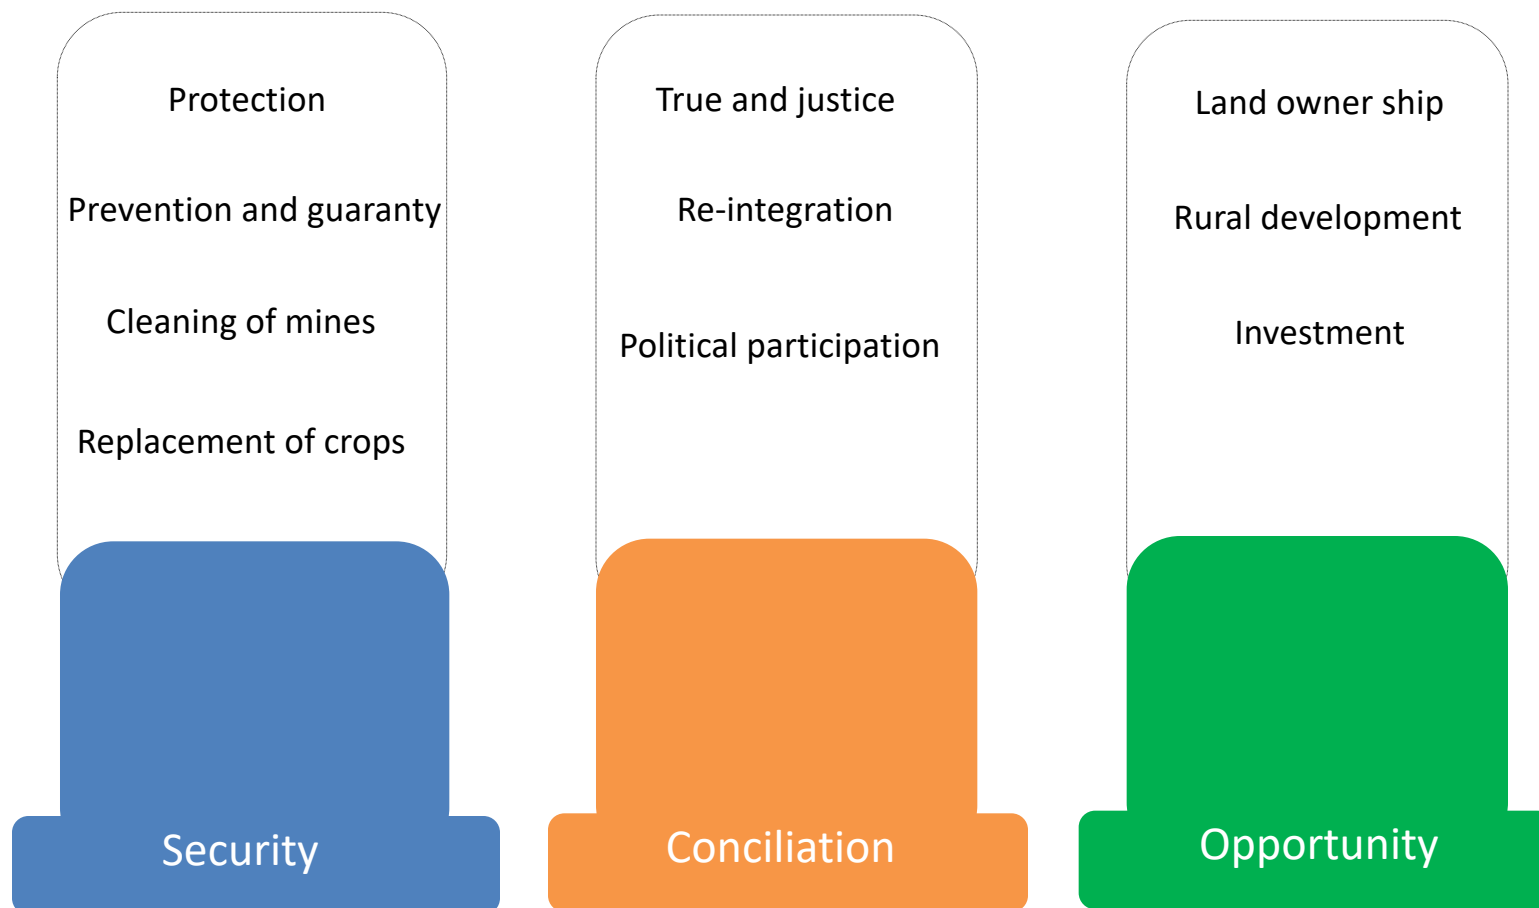 Protection
Prevention and guaranty
Cleaning of mines
Replacement of crops
Security
True and justice
Re-integration
Political participation
Conciliation
Land owner ship
Rural development
Investment
Opportunity